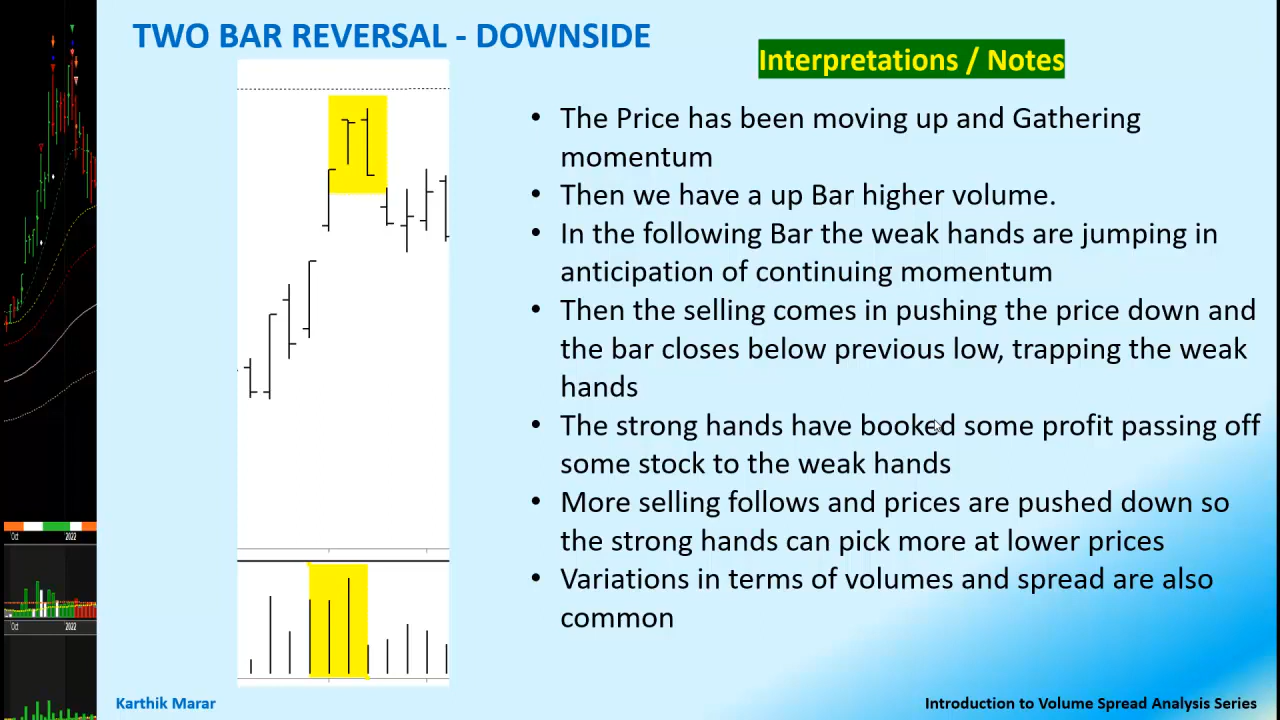 TWO BAR REVERSAL - DOWNSIDE
Interpretations / Notes
• The Price has been moving up and Gathering
momentum
• Then we have a up Bar higher volume.
• In the following Bar the weak hands are jumping in
anticipation of continuing momentum
• Then the selling comes in pushing the price down and
the bar closes below previous low, trapping the weak
hands
• The strong hands have booked some profit passing off
some stock to the weak hands
• More selling follows and prices are pushed down so
the strong hands can pick more at lower prices
• Variations in terms of volumes and spread are also
common
Oct 2022
Oct 2022
Karthik Marar
Introduction to Volume Spread Analysis Series